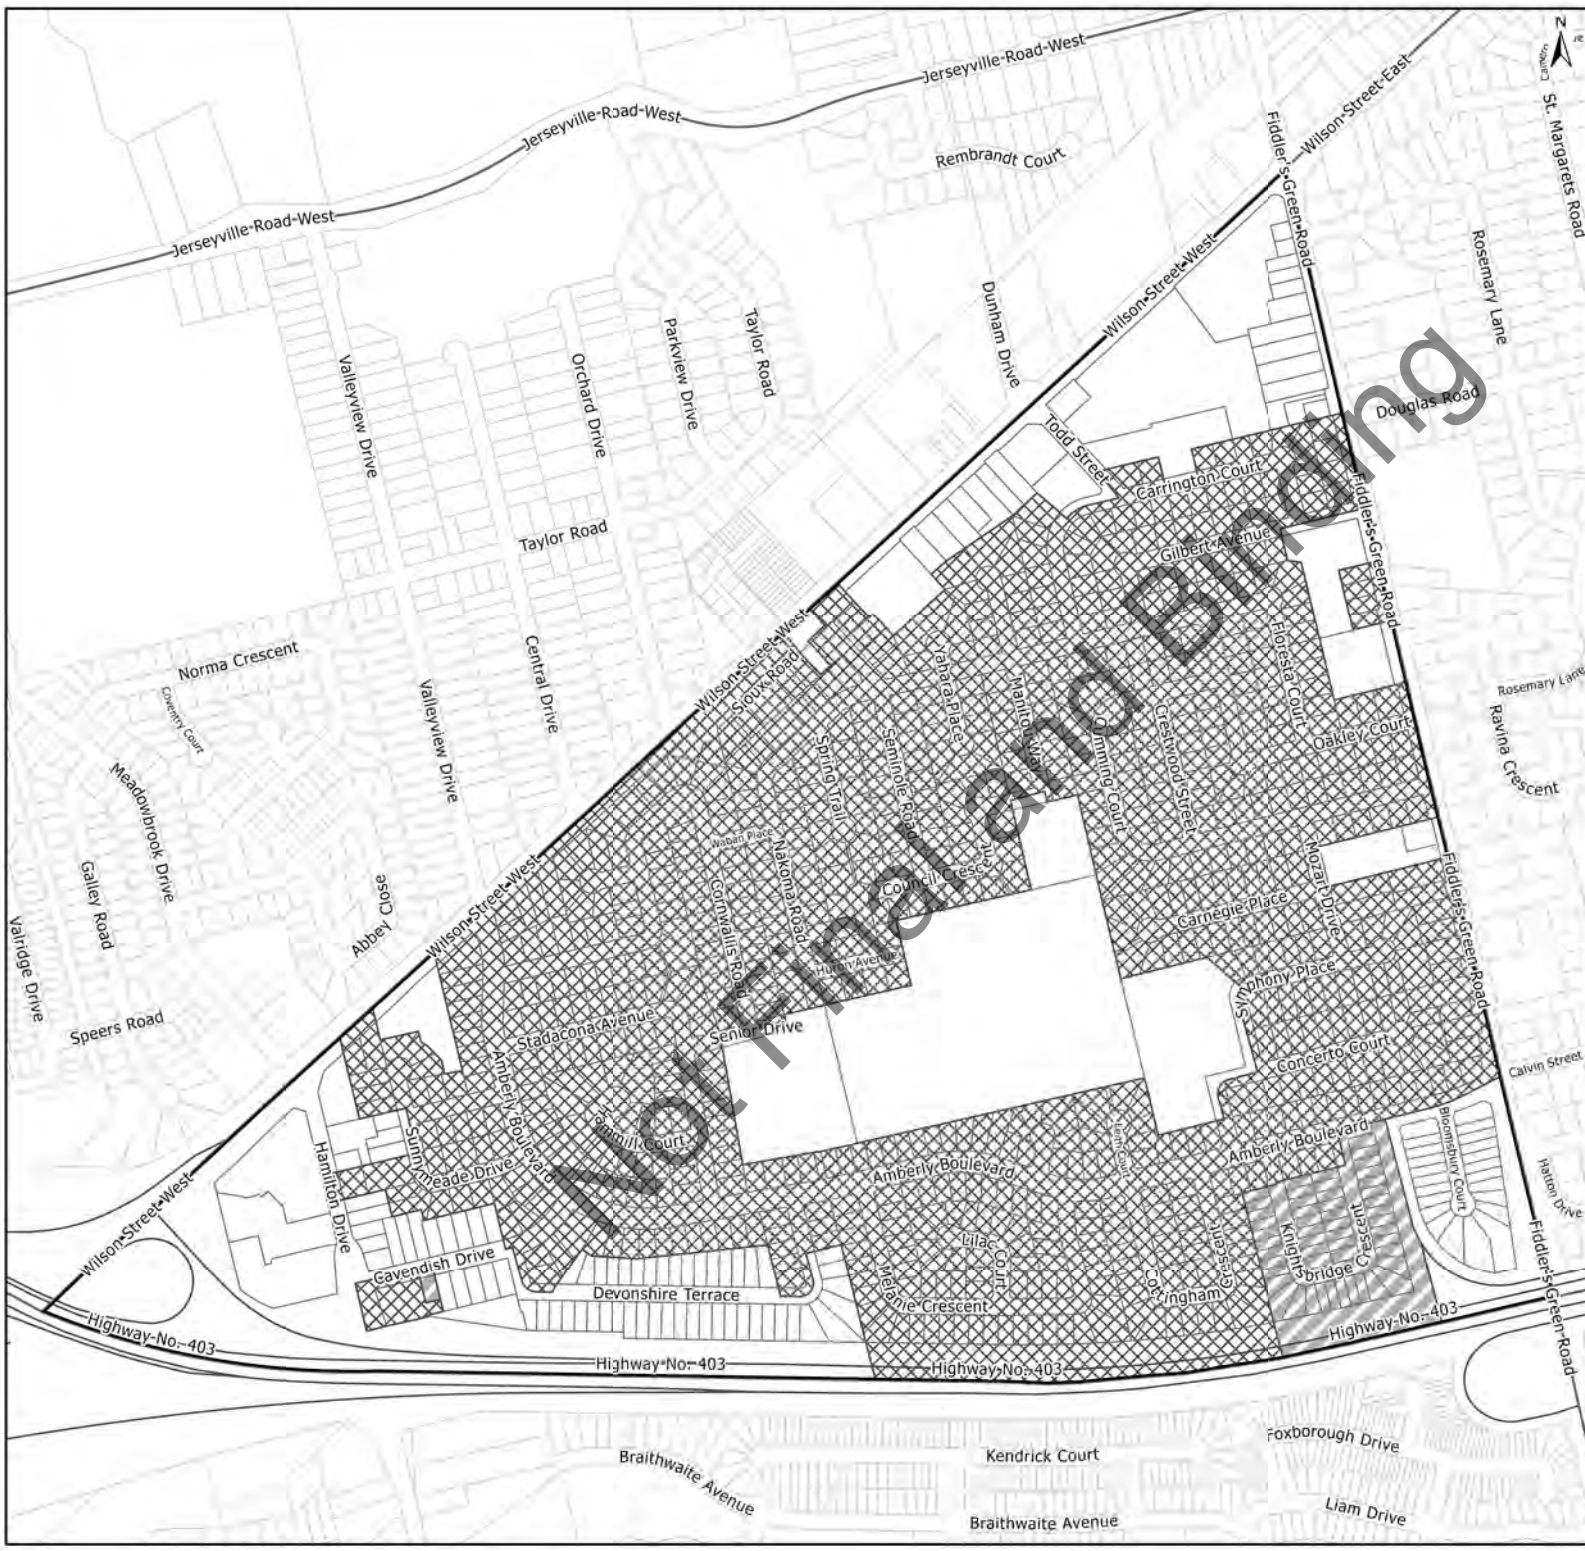 Jerseyville-Road-West
Jerseyville-Road-West
Jerseyville-Road-West
Wilson-Street-East
N
St. Margarets Road
Rembrandt Court
Fiddler's-Green-Road
Rosemary Lane
Wilson-Street-West
Dunham Drive
Taylor Road
Parkview Drive
Orchard Drive
Valleyview Drive
Douglas Road
Todd Street
Carrington Court
Fiddler's-Green-Road
Gilbert Avenue
Taylor Road
Norma Crescent
Coventry Court
Central Drive
Valleyview Drive
Wilson-Street-West
Sioux Road
Yahara Place
Manitou Way
Cumming Court
Crestwood Street
Floresta Court
Oakley Court
Rosemary Lane
Ravina Crescent
Meadowbrook Drive
Galley Road
Valridge Drive
Abbey Close
Speers Road
Spring Trail
Seminole Road
Waban Place
Nakoma Road
Cornwallis Road
Council Crescent
Huron Avenue
Senior Drive
Mozart Drive
Carnegie Place
Symphony Place
Concerto Court
Fiddler's-Green-Road
Calvin Street
Wilson-Street-West
Stadacona Avenue
Amberly Boulevard
Hammill Court
Sunnymeade Drive
Hamilton Drive
Amberly Boulevard
Amberly Boulevard
Bloomsbury Court
Hatton Drive
Wilson-Street-West
Cavendish Drive
Devonshire Terrace
Lilac Court
Melanie Crescent
Cottingham
Crescent
Knightsbridge
Crescent
Fiddler's-Green-Road
Highway-No.-403
Highway-No.-403
Highway-No.-403
Highway-No.-403
Braithwaite Avenue
Kendrick Court
Braithwaite Avenue
Foxborough Drive
Liam Drive
Not Final and Binding